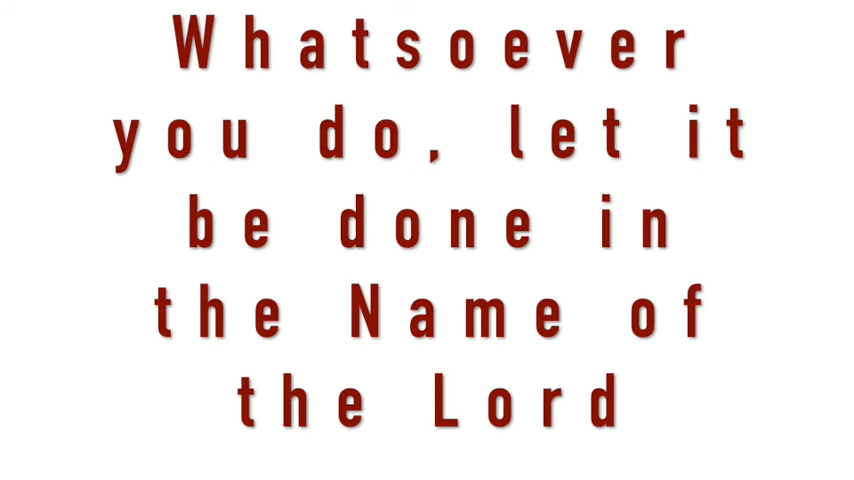 Whatsoever
you do, let it
be done in
the Name of
the Lord